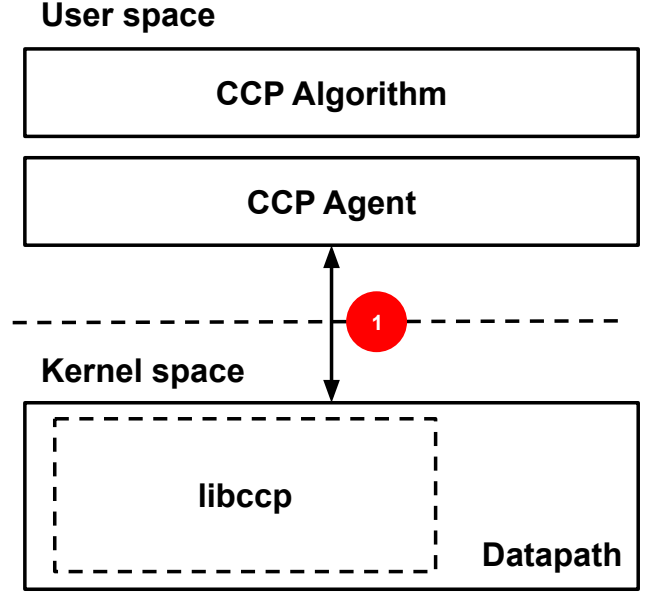 User space
CCP Algorithm
CCP Agent
1
Kernel space
libccp
Datapath